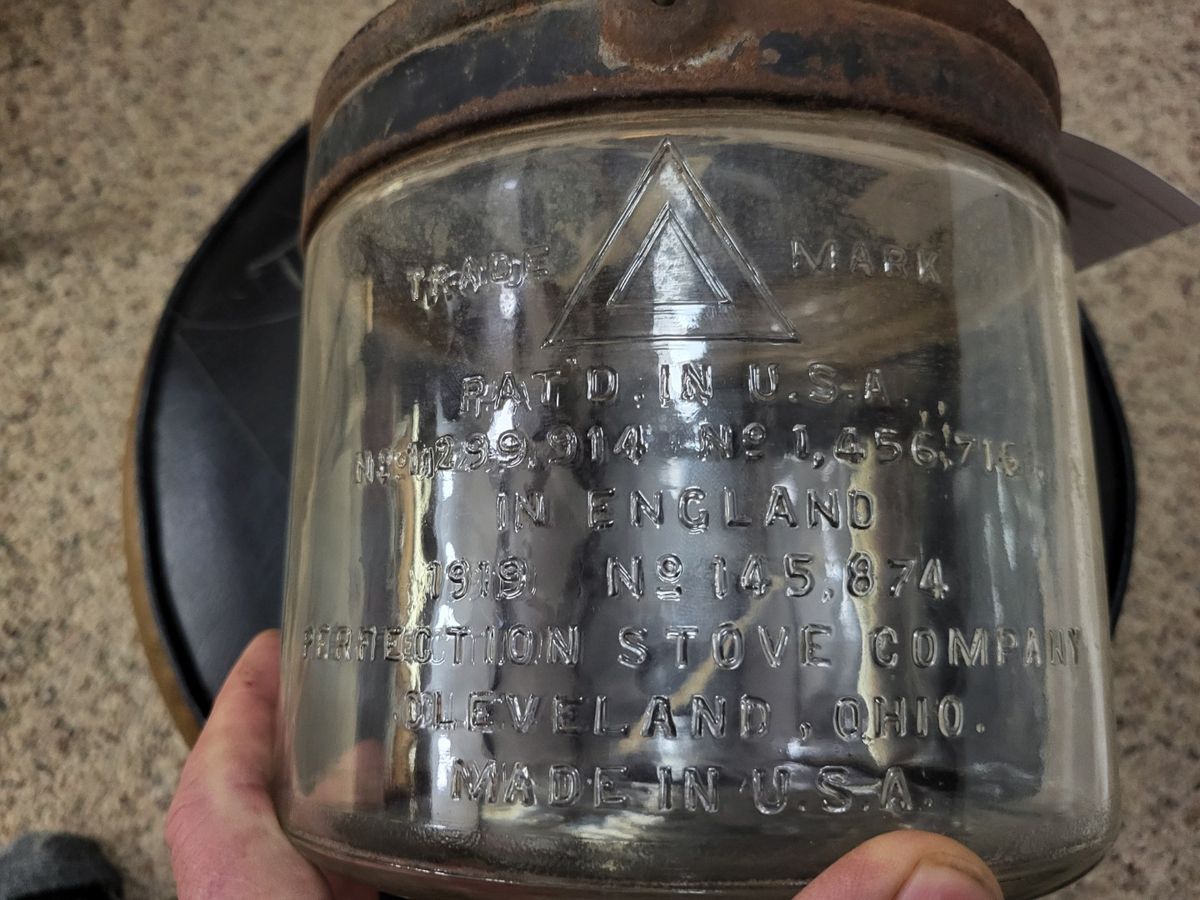 TRADE MARK
PAT'D. IN U.S.A.
Nº 1,299,914 Nº 1,456,716
IN ENGLAND
1919 Nº 145,874
PERFECTION STOVE COMPANY
CLEVELAND, OHIO.
MADE IN U.S.A.